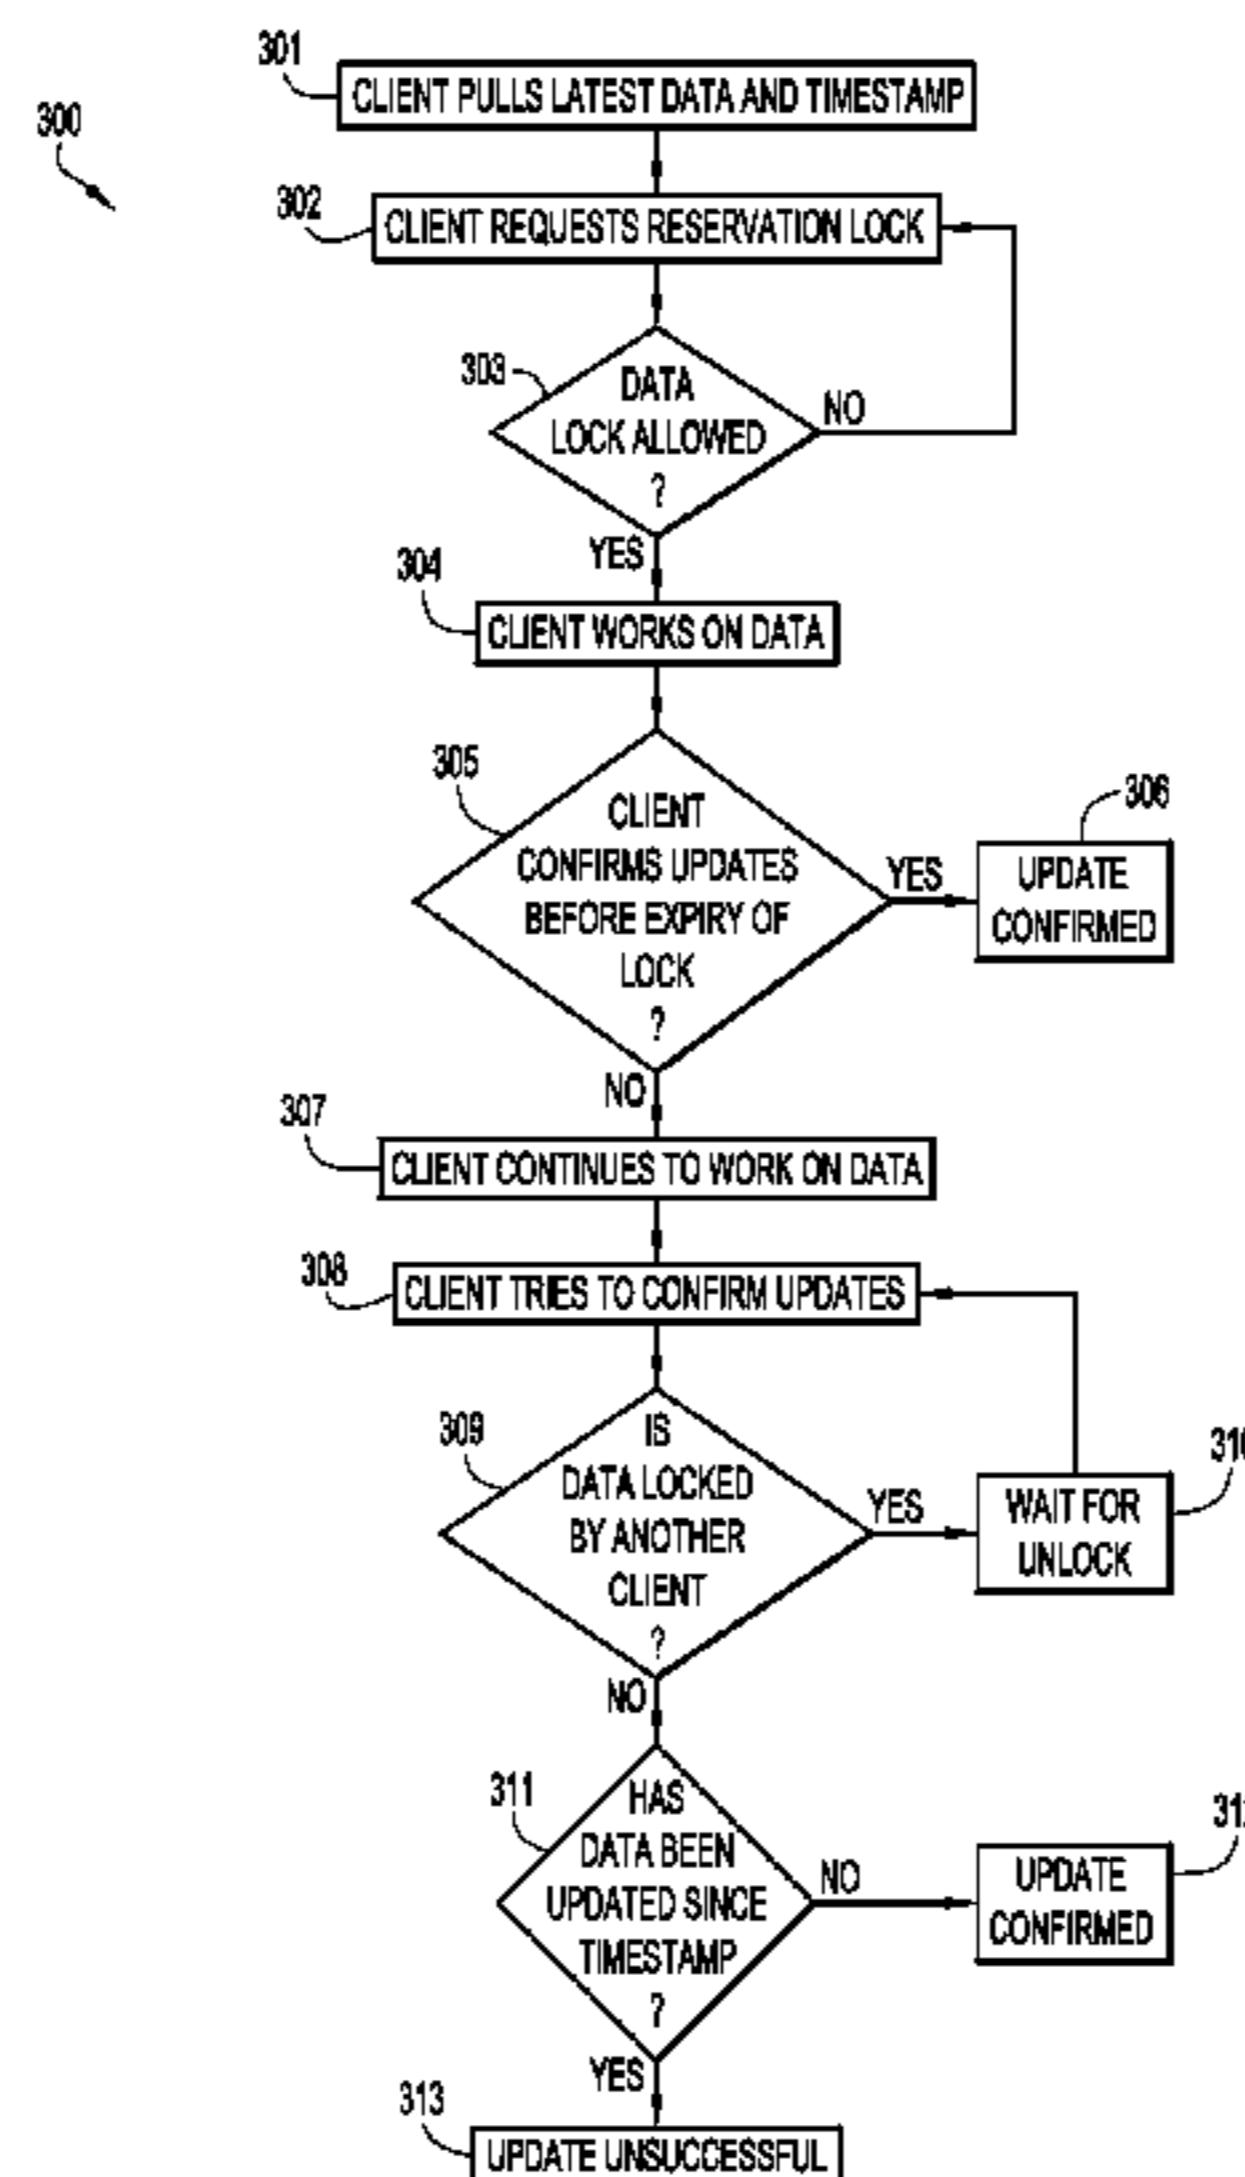 301
CLIENT PULLS LATEST DATA AND TIMESTAMP
300
302
CLIENT REQUESTS RESERVATION LOCK
303
DATA
LOCK ALLOWED
?
NO
YES
304
CLIENT WORKS ON DATA
305
CLIENT
CONFIRMS UPDATES
BEFORE EXPIRY OF
LOCK
?
YES
306
UPDATE
CONFIRMED
NO
307
CLIENT CONTINUES TO WORK ON DATA
308
CLIENT TRIES TO CONFIRM UPDATES
309
IS
DATA LOCKED
BY ANOTHER
CLIENT
?
YES
310
WAIT FOR
UNLOCK
NO
311
HAS
DATA BEEN
UPDATED SINCE
TIMESTAMP
?
NO
UPDATE
CONFIRMED
YES
313
UPDATE UNSUCCESSFUL